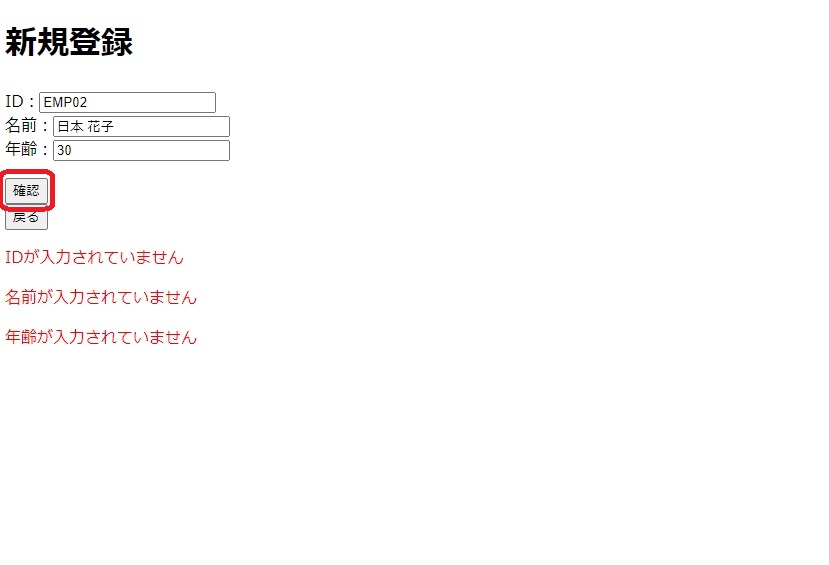 新規登録
ID：EMP02
名前：日本 花子
年齢：30
確認
戻る
IDが入力されていません
名前が入力されていません
年齢が入力されていません